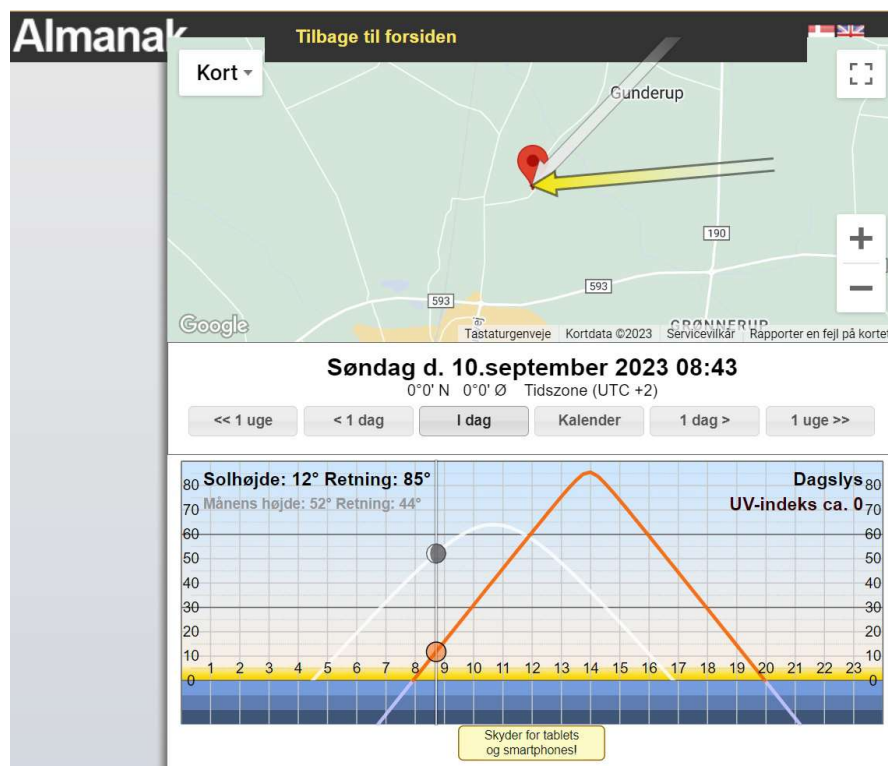 Almanak
Tilbage til forsiden
Kort
Gunderup
190
593
593
GRØNNERUP
Google
Tastaturgenveje Kortdata ©2023 Servicevilkår Rapporter en fejl på kortet
Søndag d. 10.september 2023 08:43
0°0' N 0°0' Ø Tidszone (UTC +2)
<< 1 uge < 1 dag I dag Kalender 1 dag > 1 uge >>
Solhøjde: 12° Retning: 85° Dagslys
Månens højde: 52° Retning: 44° UV-indeks ca. 0
80 80
70 70
60 60
50 50
40 40
30 30
20 20
10 10
1 2 3 4 5 6 7 8 9 10 11 12 13 14 15 16 17 18 19 20 21 22 23
0 0
Skyder for tablets
og smartphones!